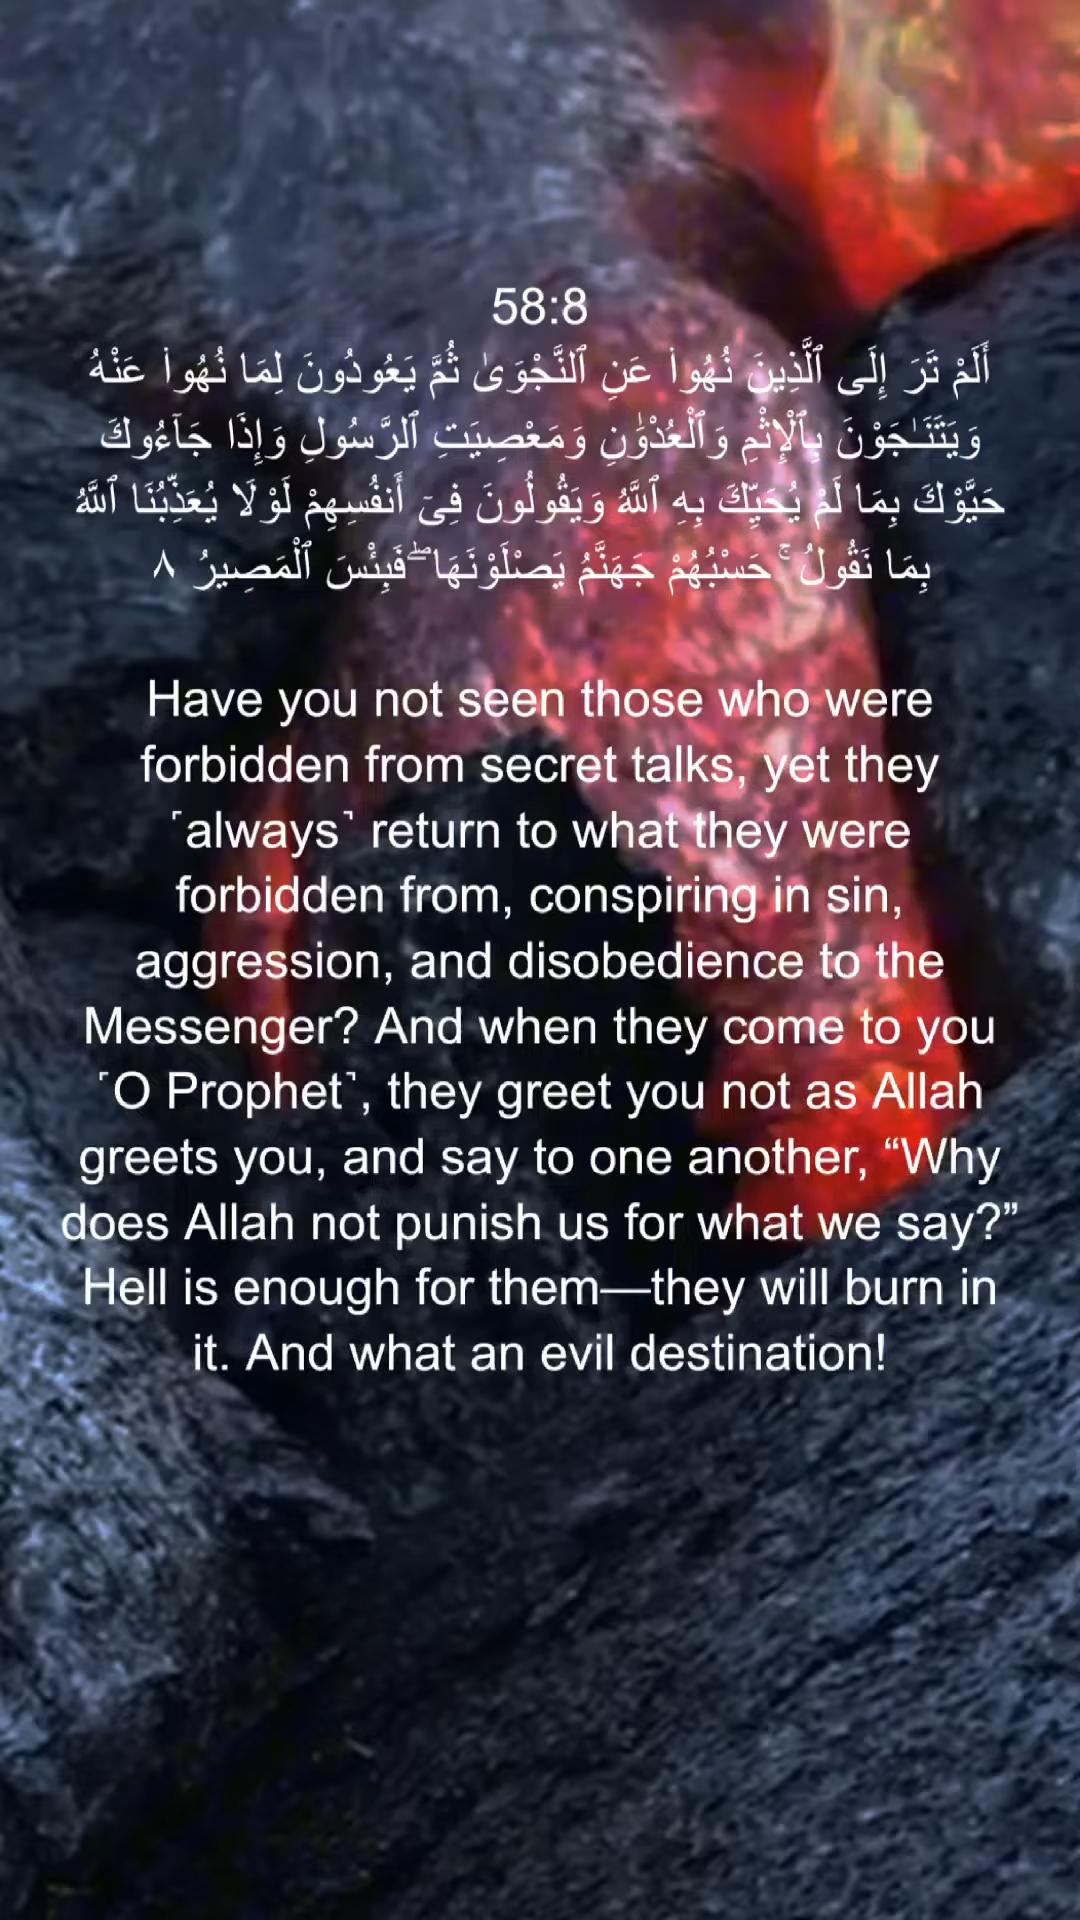 58:8
أَلَمْ تَرَ إِلَى ٱلَّذِينَ نُهُوا۟ عَنِ ٱلنَّجْوَىٰ ثُمَّ يَعُودُونَ لِمَا نُهُوا۟ عَنْهُ
وَيَتَنَـٰجَوْنَ بِٱلْإِثْمِ وَٱلْعُدْوَٰنِ وَمَعْصِيَتِ ٱلرَّسُولِ وَإِذَا جَآءُوكَ
حَيَّوْكَ بِمَا لَمْ يُحَيِّكَ بِهِ ٱللَّهُ وَيَقُولُونَ فِىٓ أَنفُسِهِمْ لَوْلَا يُعَذِّبُنَا ٱللَّهُ
بِمَا نَقُولُ ۚ حَسْبُهُمْ جَهَنَّمُ يَصْلَوْنَهَا ۖ فَبِئْسَ ٱلْمَصِيرُ ٨
Have you not seen those who were
forbidden from secret talks, yet they
˹always˺ return to what they were
forbidden from, conspiring in sin,
aggression, and disobedience to the
Messenger? And when they come to you
˹O Prophet˺, they greet you not as Allah
greets you, and say to one another, “Why
does Allah not punish us for what we say?”
Hell is enough for them—they will burn in
it. And what an evil destination!